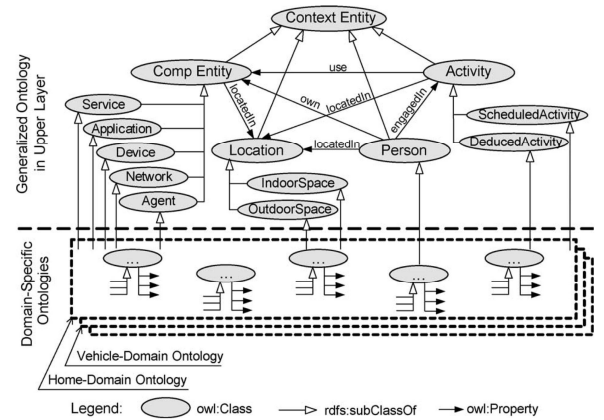 Context Entity
Comp Entity
use
Activity
Service
locatedIn
own
locatedIn
engagedIn
ScheduledActivity
Application
DeducedActivity
Device
Location
locatedIn
Person
Network
IndoorSpace
Agent
OutdoorSpace
Generalized Ontology
in Upper Layer
... ... ... ... ...
Domain-Specific
Ontologies
Vehicle-Domain Ontology
Home-Domain Ontology
Legend: owl:Class rdfs:subClassOf owl:Property